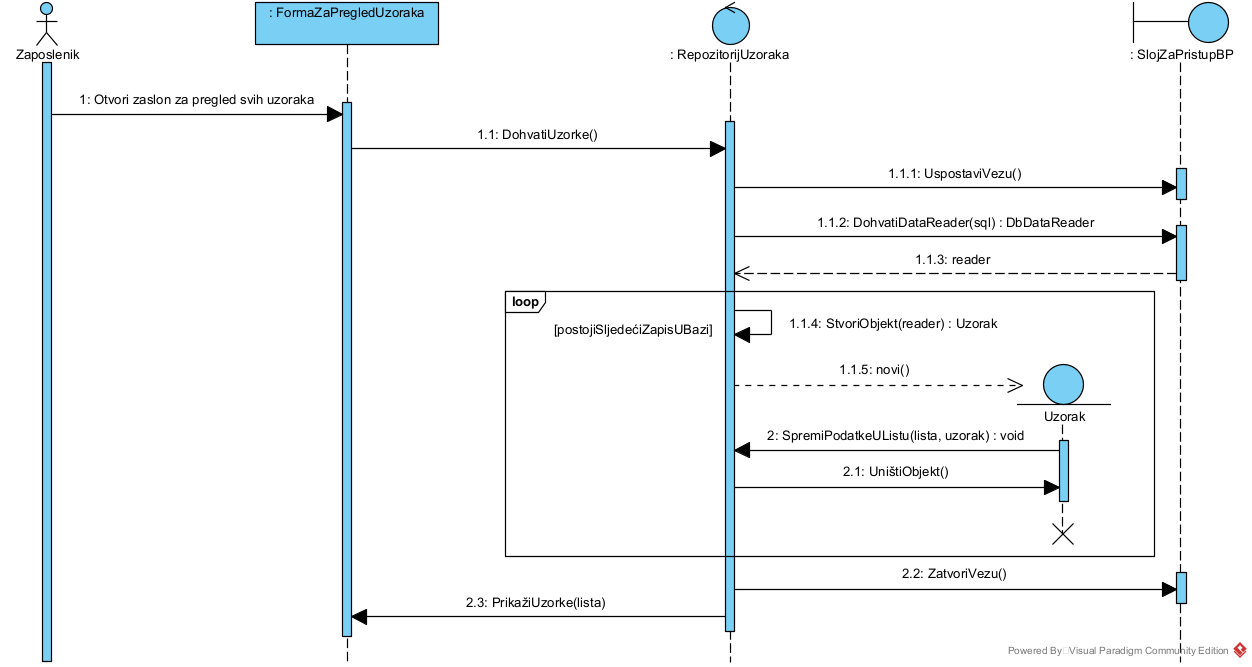 : FormaZaPregledUzoraka
Zaposlenik
: RepozitorijUzoraka
: SlojZaPristupBP
1: Otvori zaslon za pregled svih uzoraka
1.1: DohvatiUzorke()
1.1.1: UspostaviVezu()
1.1.2: DohvatiDataReader(sql) : DbDataReader
1.1.3: reader
loop
[postojiSljedećiZapisUBazi]
1.1.4: StvoriObjekt(reader) : Uzorak
1.1.5: novi()
Uzorak
2: SpremiPodatkeUListu(lista, uzorak) : void
2.1: UništiObjekt()
2.2: ZatvoriVezu()
2.3: PrikažiUzorke(lista)
Powered By Visual Paradigm Community Edition